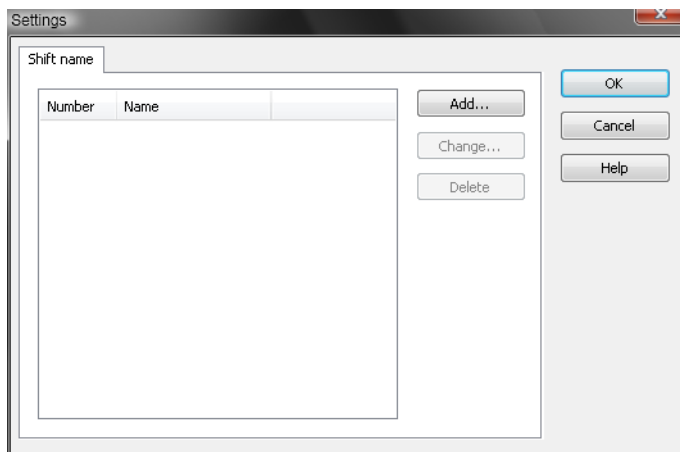 Settings
Shift name
Number Name
Add...
Change...
Delete
OK
Cancel
Help